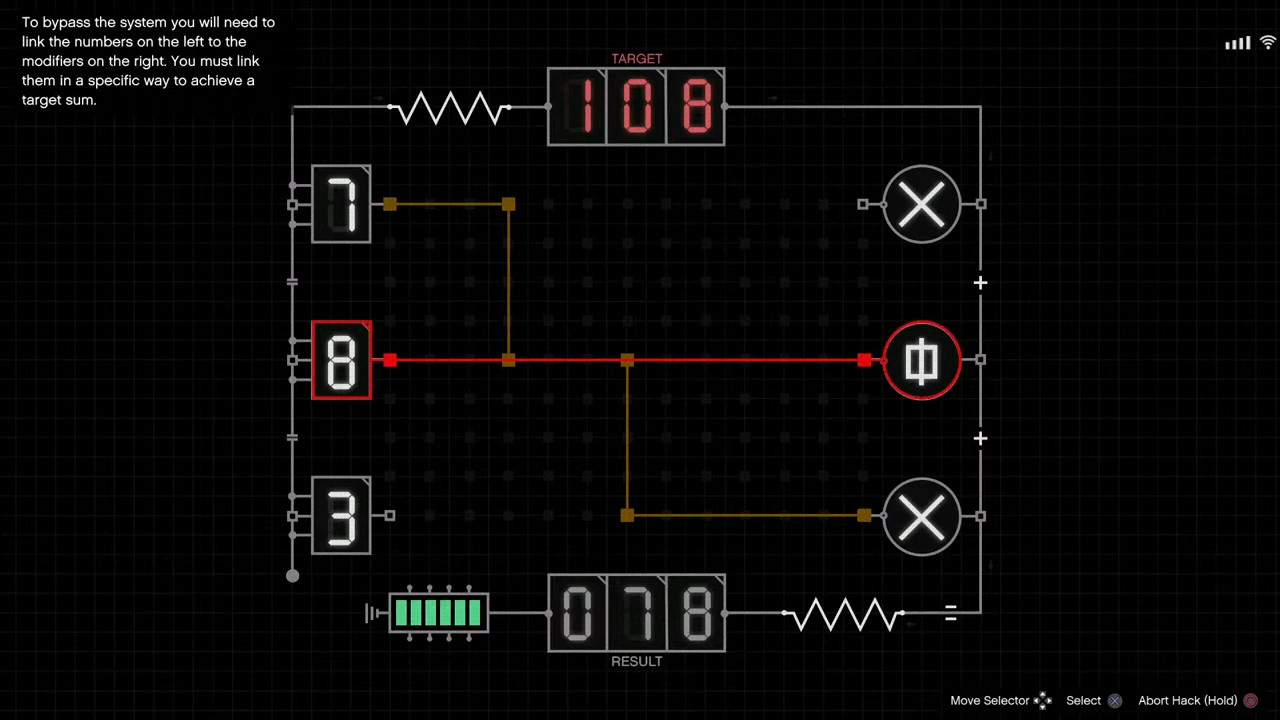 To bypass the system you will need to
link the numbers on the left to the
modifiers on the right. You must link
them in a specific way to achieve a
target sum.
TARGET
108
7
8
3
078
RESULT
Move Selector
Select
Abort Hack (Hold)